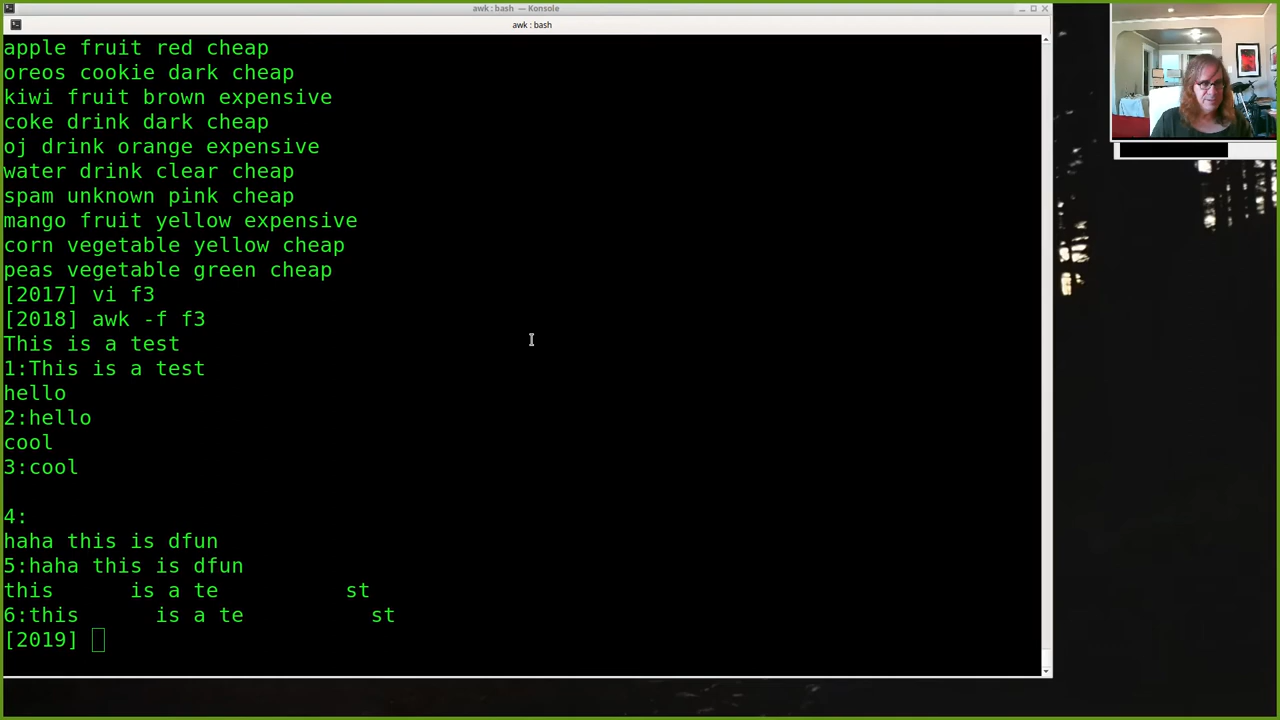 awk : bash — Konsole
awk : bash
apple fruit red cheap
oreos cookie dark cheap
kiwi fruit brown expensive
coke drink dark cheap
oj drink orange expensive
water drink clear cheap
spam unknown pink cheap
mango fruit yellow expensive
corn vegetable yellow cheap
peas vegetable green cheap
[2017] vi f3
[2018] awk -f f3
This is a test
1:This is a test
hello
2:hello
cool
3:cool
4:
haha this is dfun
5:haha this is dfun
this      is a te          st
6:this      is a te          st
[2019]